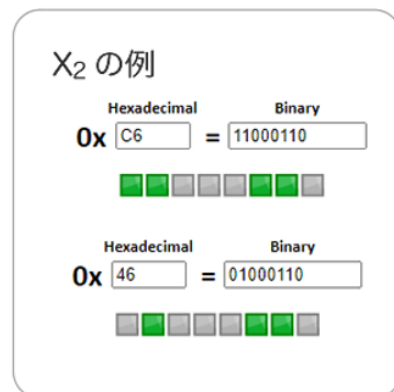 X₂ の例
Hexadecimal Binary
0x C6 = 11000110
Hexadecimal Binary
0x 46 = 01000110